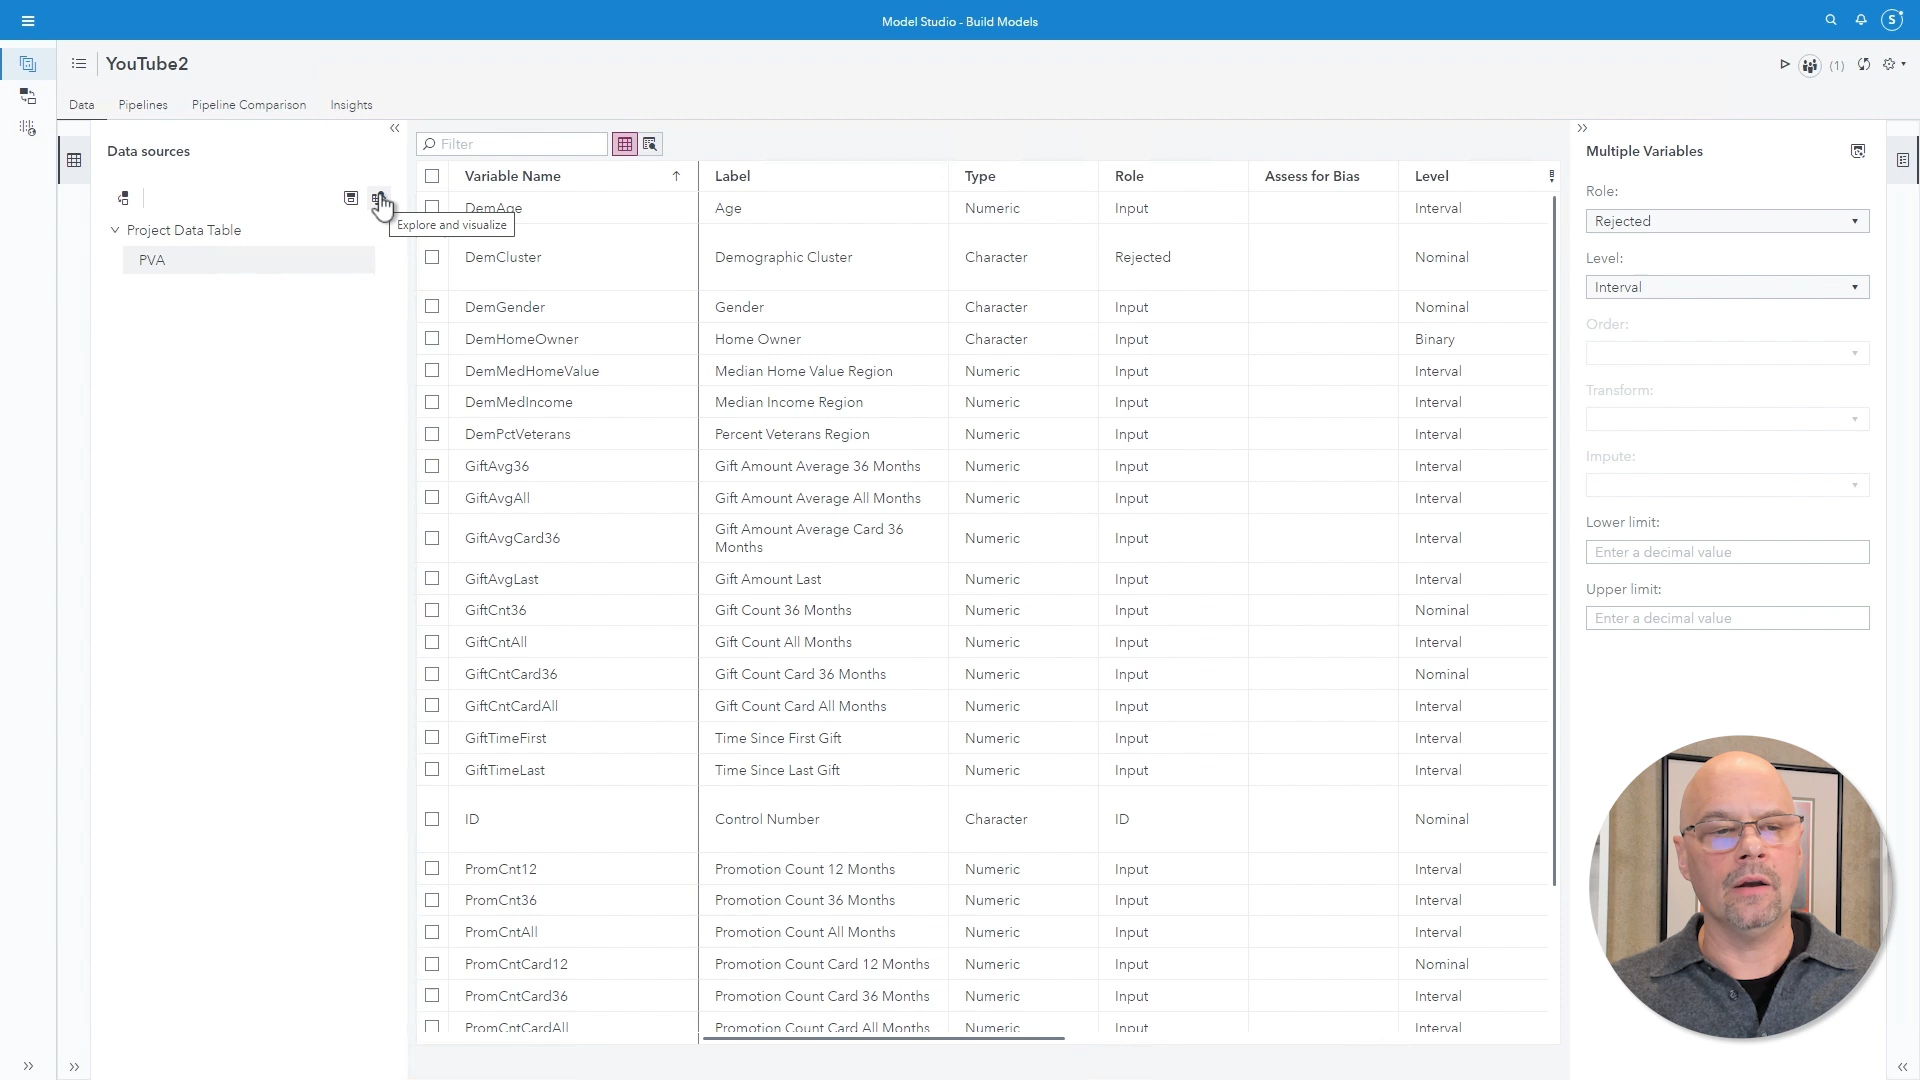 Model Studio - Build Models
S
YouTube2
(1)
Data Pipelines Pipeline Comparison Insights
Data sources
Explore and visualize
Project Data Table
PVA
Filter
Variable Name Label Type Role Assess for Bias Level
DemAge Age Numeric Input Interval
DemCluster Demographic Cluster Character Rejected Nominal
DemGender Gender Character Input Nominal
DemHomeOwner Home Owner Character Input Binary
DemMedHomeValue Median Home Value Region Numeric Input Interval
DemMedIncome Median Income Region Numeric Input Interval
DemPctVeterans Percent Veterans Region Numeric Input Interval
GiftAvg36 Gift Amount Average 36 Months Numeric Input Interval
GiftAvgAll Gift Amount Average All Months Numeric Input Interval
GiftAvgCard36 Gift Amount Average Card 36
Months Numeric Input Interval
GiftAvgLast Gift Amount Last Numeric Input Interval
GiftCnt36 Gift Count 36 Months Numeric Input Nominal
GiftCntAll Gift Count All Months Numeric Input Interval
GiftCntCard36 Gift Count Card 36 Months Numeric Input Nominal
GiftCntCardAll Gift Count Card All Months Numeric Input Interval
GiftTimeFirst Time Since First Gift Numeric Input Interval
GiftTimeLast Time Since Last Gift Numeric Input Interval
ID Control Number Character ID Nominal
PromCnt12 Promotion Count 12 Months Numeric Input Interval
PromCnt36 Promotion Count 36 Months Numeric Input Interval
PromCntAll Promotion Count All Months Numeric Input Interval
PromCntCard12 Promotion Count Card 12 Months Numeric Input Nominal
PromCntCard36 Promotion Count Card 36 Months Numeric Input Interval
PromCntCardAll Promotion Count Card All Months Numeric Input Interval
Multiple Variables
Role:
Rejected
Level:
Interval
Order:
Transform:
Impute:
Lower limit:
Enter a decimal value
Upper limit:
Enter a decimal value